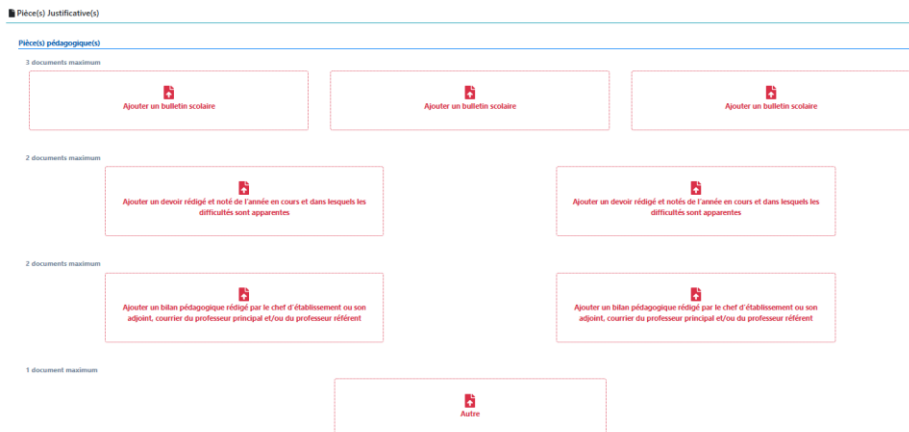 Pièce(s) Justificative(s)
Pièce(s) pédagogique(s)
3 documents maximum
Ajouter un bulletin scolaire
Ajouter un bulletin scolaire
Ajouter un bulletin scolaire
2 documents maximum
Ajouter un devoir rédigé et noté de l'année en cours et dans lesquels les
difficultés sont apparentes
Ajouter un devoir rédigé et notés de l'année en cours et dans lesquels les
difficultés sont apparentes
2 documents maximum
Ajouter un bilan pédagogique rédigé par le chef d'établissement ou son
adjoint, courrier du professeur principal et/ou du professeur référent
Ajouter un bilan pédagogique rédigé par le chef d'établissement ou son
adjoint, courrier du professeur principal et/ou du professeur référent
1 document maximum
Autre